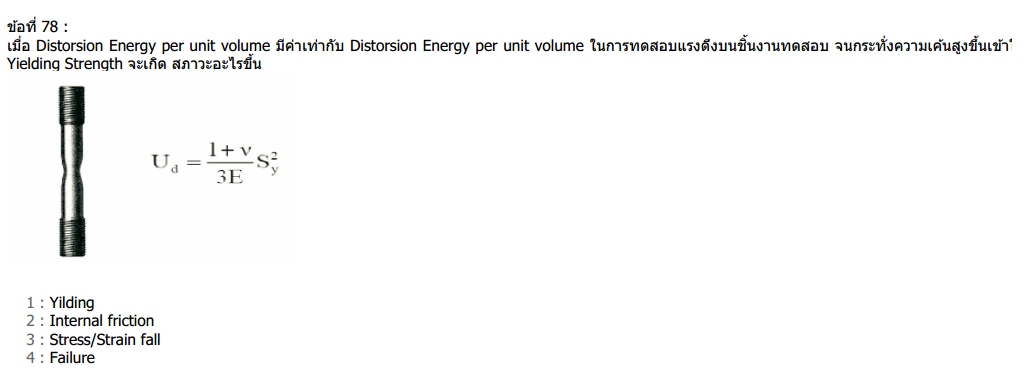 ข้อที่ 78 :
เมื่อ Distorsion Energy per unit volume มีค่าเท่ากับ Distorsion Energy per unit volume ในการทดสอบแรงดึงบนชิ้นงานทดสอบ จนกระทั่งความเค้นสูงขึ้นเข้า
Yielding Strength จะเกิด สภาวะอะไรขึ้น
U_d = \frac{1+ν}{3E} S_y^2
1 : Yilding
2 : Internal friction
3 : Stress/Strain fall
4 : Failure